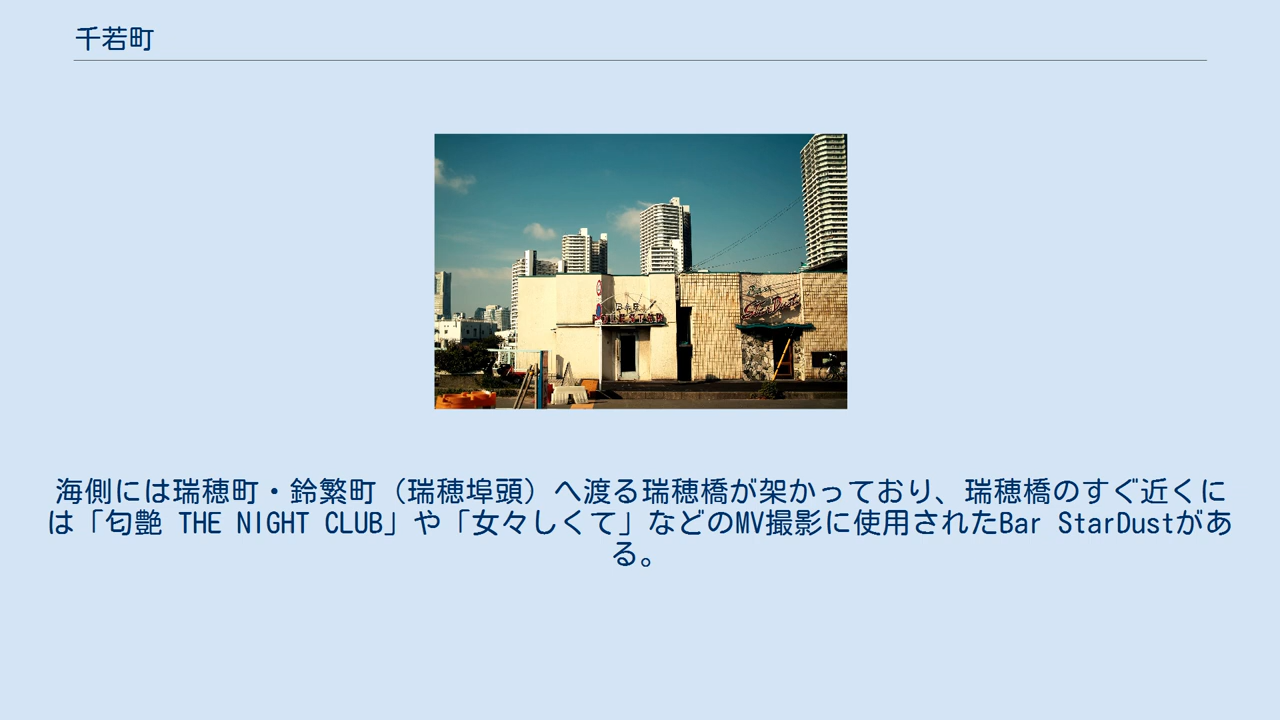 千若町
BAR
POLESTAR
Star Dust
海側には瑞穂町・鈴繁町（瑞穂埠頭）へ渡る瑞穂橋が架かっており、瑞穂橋のすぐ近くに
は「匂艶 THE NIGHT CLUB」や「女々しくて」などのMV撮影に使用されたBar StarDustがあ
る。